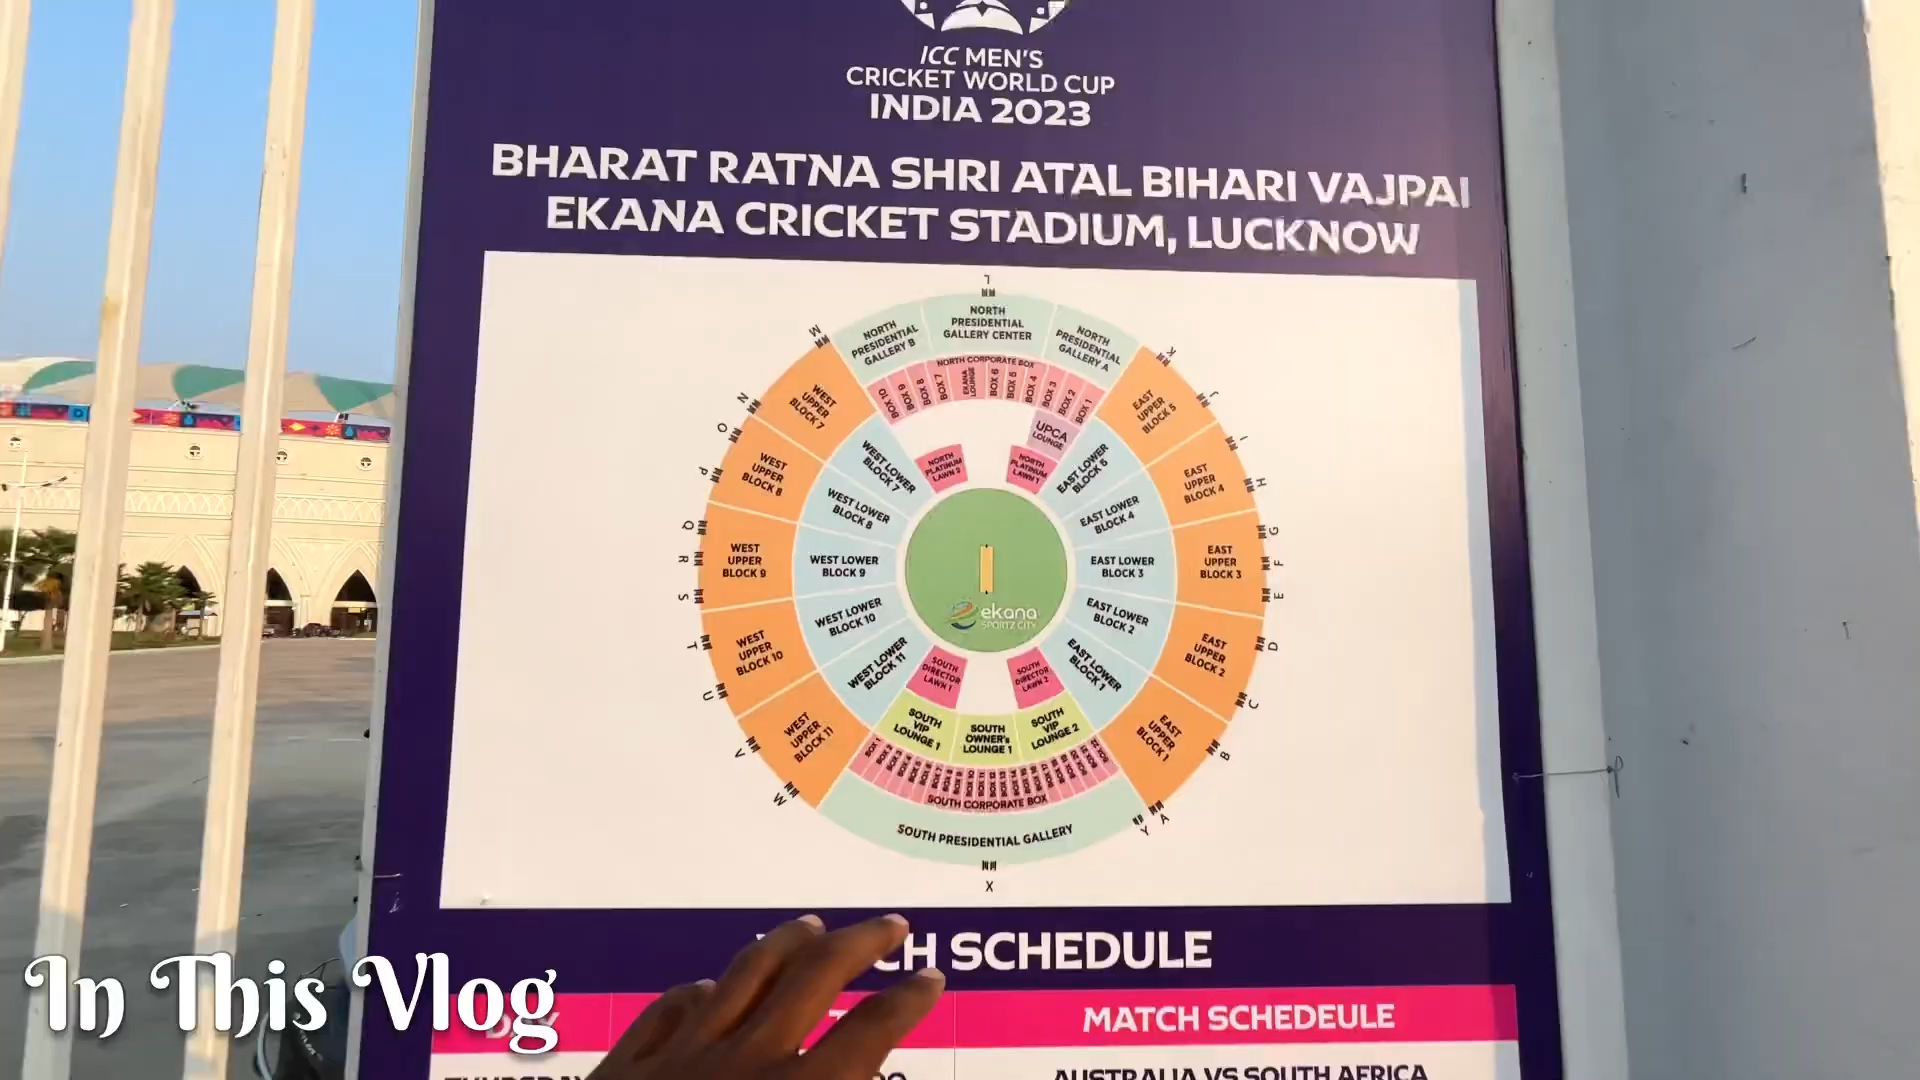 ICC MEN'S
CRICKET WORLD CUP
INDIA 2023
BHARAT RATNA SHRI ATAL BIHARI VAJPAI
EKANA CRICKET STADIUM, LUCKNOW
L
NORTH
PRESIDENTIAL
GALLERY B
NORTH
PRESIDENTIAL
GALLERY CENTER
NORTH
PRESIDENTIAL
GALLERY A
M
K
NORTH CORPORATE BOX
BOX 10
BOX 9
BOX 8
BOX 7
EKANA
LOUNGE
BOX 6
BOX 5
BOX 4
BOX 3
BOX 2
BOX 1
UPCA
LOUNGE
NORTH
PLATINUM
LAWN 2
NORTH
PLATINUM
LAWN 1
WEST
UPPER
BLOCK 7
WEST
UPPER
BLOCK 8
WEST
UPPER
BLOCK 9
WEST
UPPER
BLOCK 10
WEST
UPPER
BLOCK 11
WEST LOWER
BLOCK 7
WEST LOWER
BLOCK 8
WEST LOWER
BLOCK 9
WEST LOWER
BLOCK 10
WEST LOWER
BLOCK 11
EAST LOWER
BLOCK 5
EAST LOWER
BLOCK 4
EAST LOWER
BLOCK 3
EAST LOWER
BLOCK 2
EAST LOWER
BLOCK 1
EAST
UPPER
BLOCK 5
EAST
UPPER
BLOCK 4
EAST
UPPER
BLOCK 3
EAST
UPPER
BLOCK 2
EAST
UPPER
BLOCK 1
N
O
P
Q
R
S
T
U
V
W
J
I
H
G
F
E
D
C
B
A
Y
ekana
SPORTZ CITY
SOUTH
DIRECTOR
LAWN 1
SOUTH
DIRECTOR
LAWN 2
SOUTH
VIP
LOUNGE 1
SOUTH
OWNER's
LOUNGE 1
SOUTH
VIP
LOUNGE 2
BOX 1
SOUTH CORPORATE BOX
SOUTH PRESIDENTIAL GALLERY
X
CH SCHEDULE
MATCH SCHEDEULE
AUSTRALIA VS SOUTH AFRICA
In This Vlog